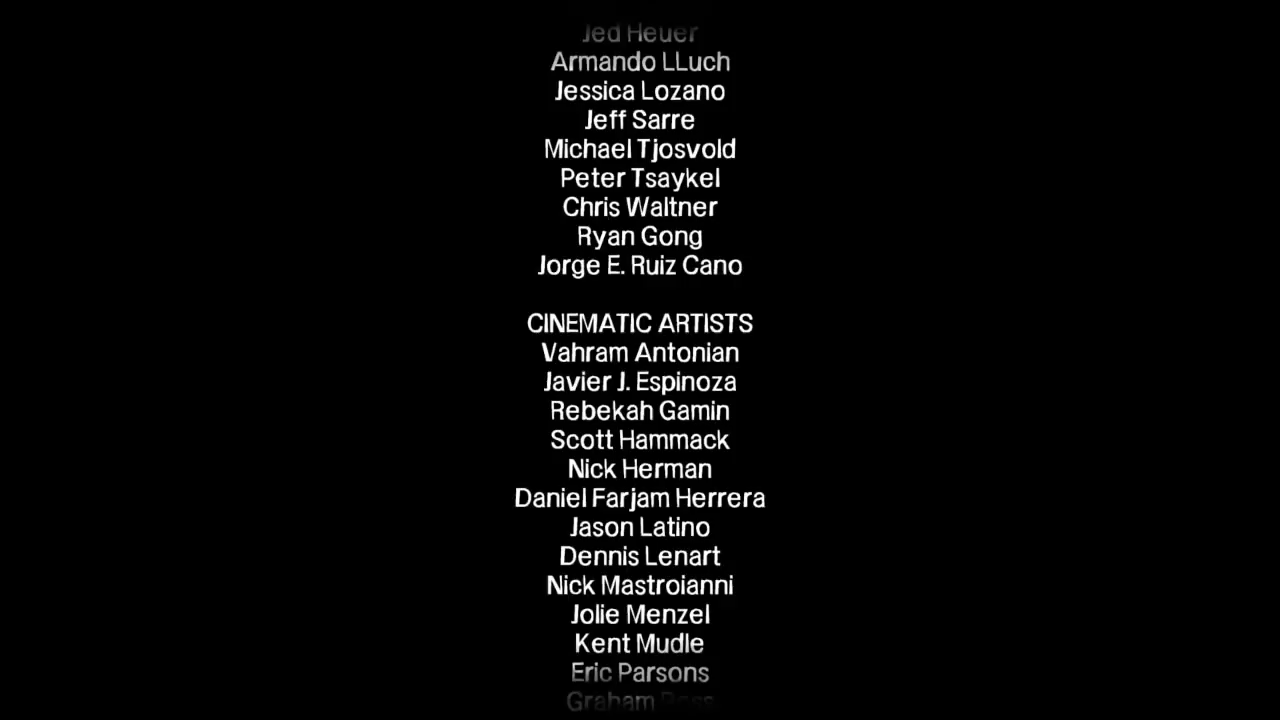 Jed Heuer
Armando LLuch
Jessica Lozano
Jeff Sarre
Michael Tjosvold
Peter Tsaykel
Chris Waltner
Ryan Gong
Jorge E. Ruiz Cano
CINEMATIC ARTISTS
Vahram Antonian
Javier J. Espinoza
Rebekah Gamin
Scott Hammack
Nick Herman
Daniel Farjam Herrera
Jason Latino
Dennis Lenart
Nick Mastroianni
Jolie Menzel
Kent Mudle
Eric Parsons
Graham Ross